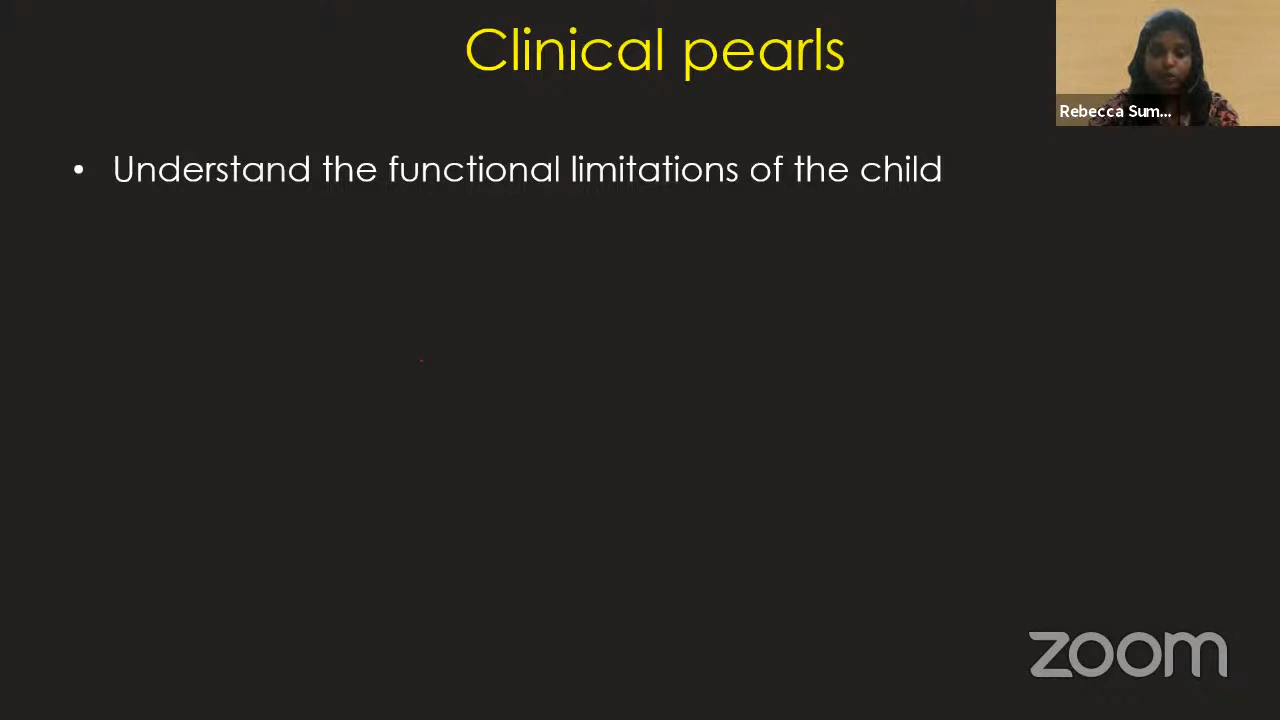 Clinical pearls
Rebecca Sum...
• Understand the functional limitations of the child
zoom